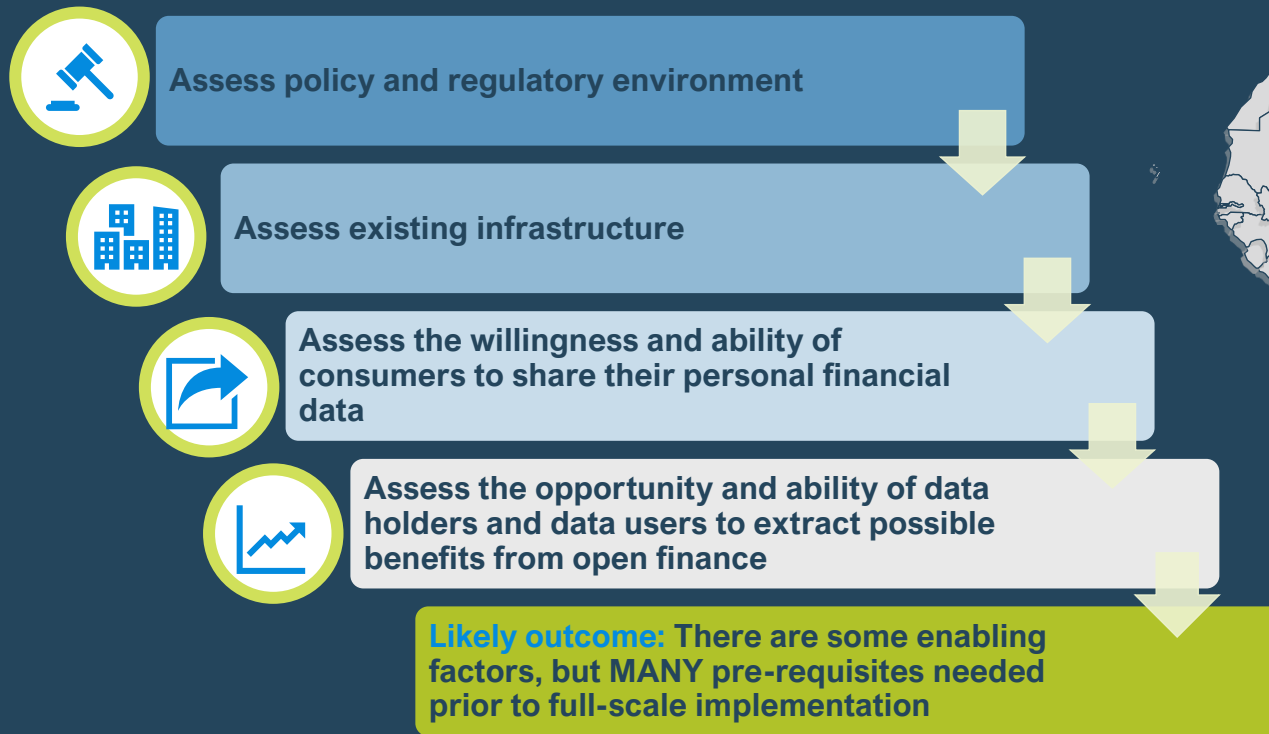 Assess policy and regulatory environment
Assess existing infrastructure
Assess the willingness and ability of
consumers to share their personal financial
data
Assess the opportunity and ability of data
holders and data users to extract possible
benefits from open finance
Likely outcome: There are some enabling
factors, but MANY pre-requisites needed
prior to full-scale implementation